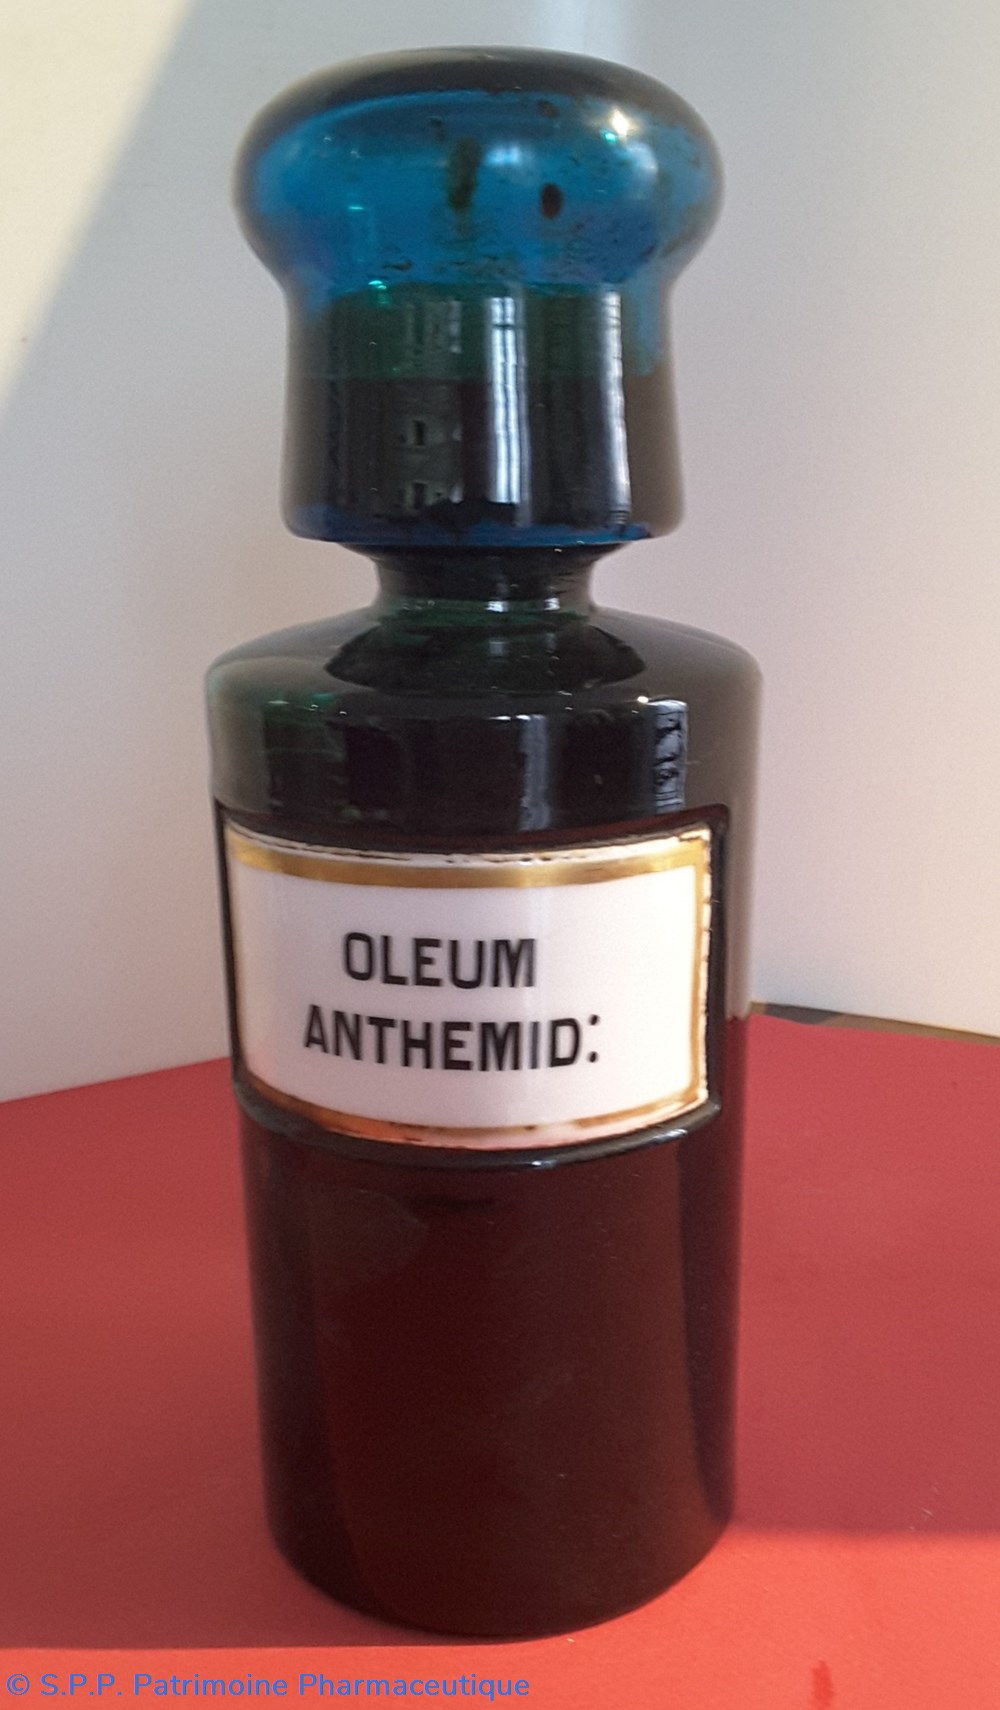 OLEUM
ANTHEMID:
© S.P.P. Patrimoine Pharmaceutique